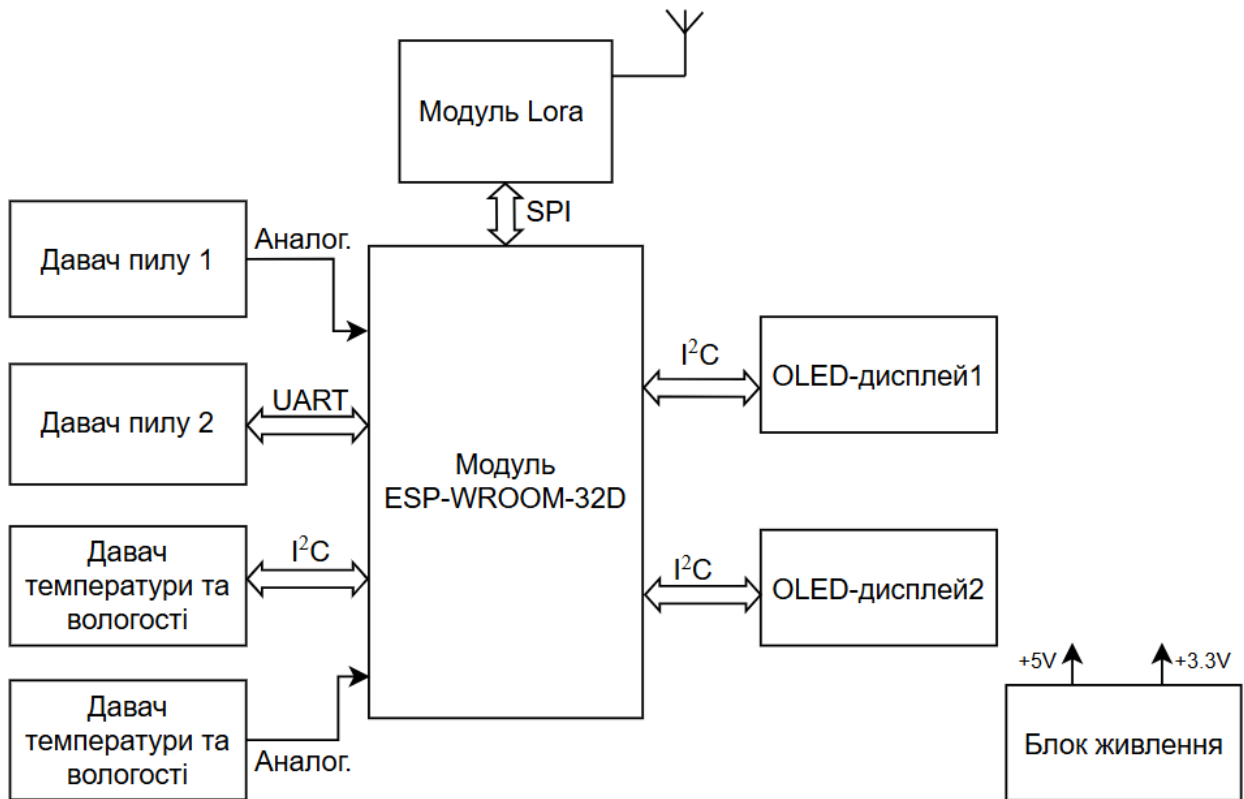 Модуль Lora
SPI
Давач пилу 1
Аналог.
Давач пилу 2
UART
Давач
температури та
вологості
I²C
Давач
температури та
вологості
Аналог.
Модуль
ESP-WROOM-32D
I²C
OLED-дисплей1
I²C
OLED-дисплей2
+5V
+3.3V
Блок живлення